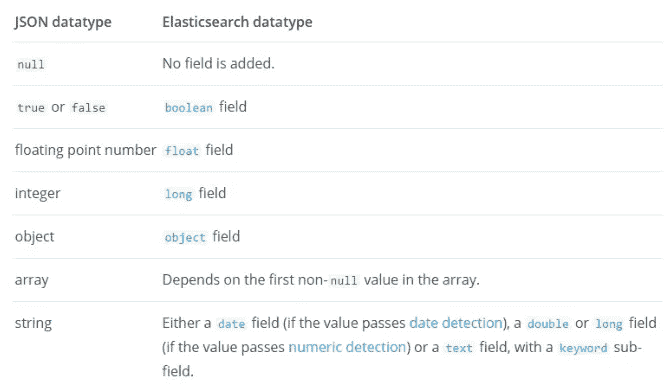 JSON datatype Elasticsearch datatype
null No field is added.
true or false boolean field
floating point number float field
integer long field
object object field
array Depends on the first non-null value in the array.
string Either a date field (if the value passes date detection), a double or long field
(if the value passes numeric detection) or a text field, with a keyword sub-
field.